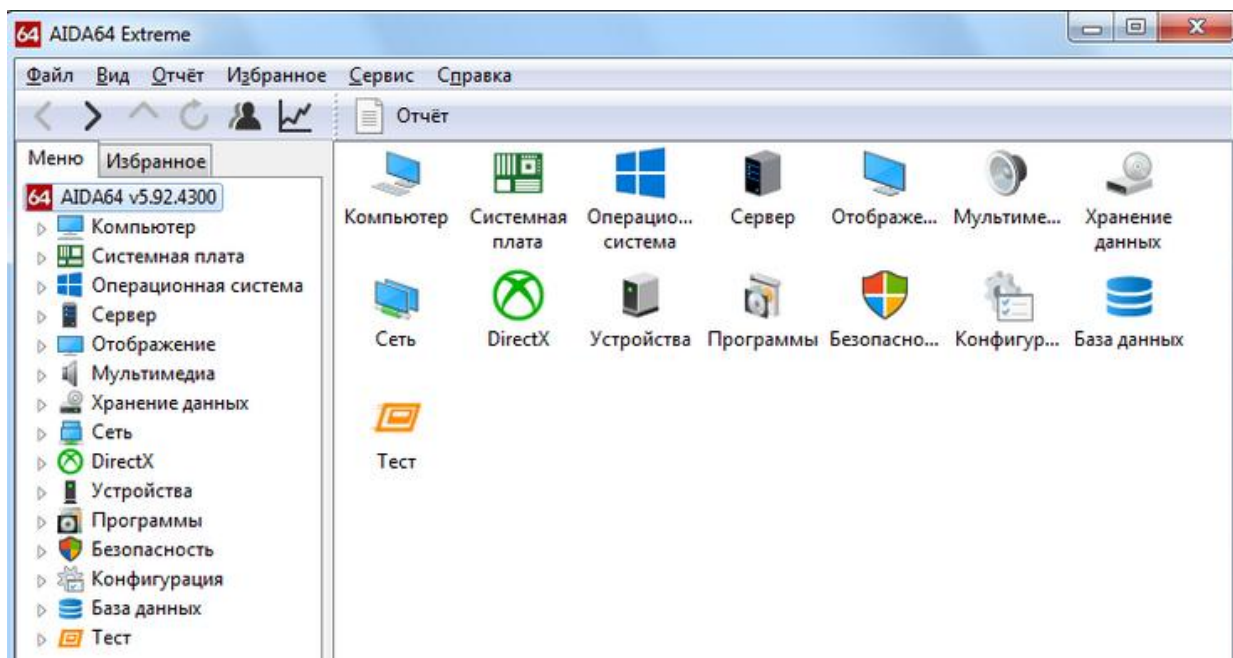 64 AIDA64 Extreme
Файл Вид Отчёт Избранное Сервис Справка
Отчёт
Меню Избранное
64 AIDA64 v5.92.4300
Компьютер
Системная плата
Операционная система
Сервер
Отображение
Мультимедиа
Хранение данных
Сеть
DirectX
Устройства
Программы
Безопасность
Конфигурация
База данных
Тест
Компьютер Системная плата Операцио... система Сервер Отображе... Мультиме... Хранение данных
Сеть DirectX Устройства Программы Безопасно... Конфигур... База данных
Тест